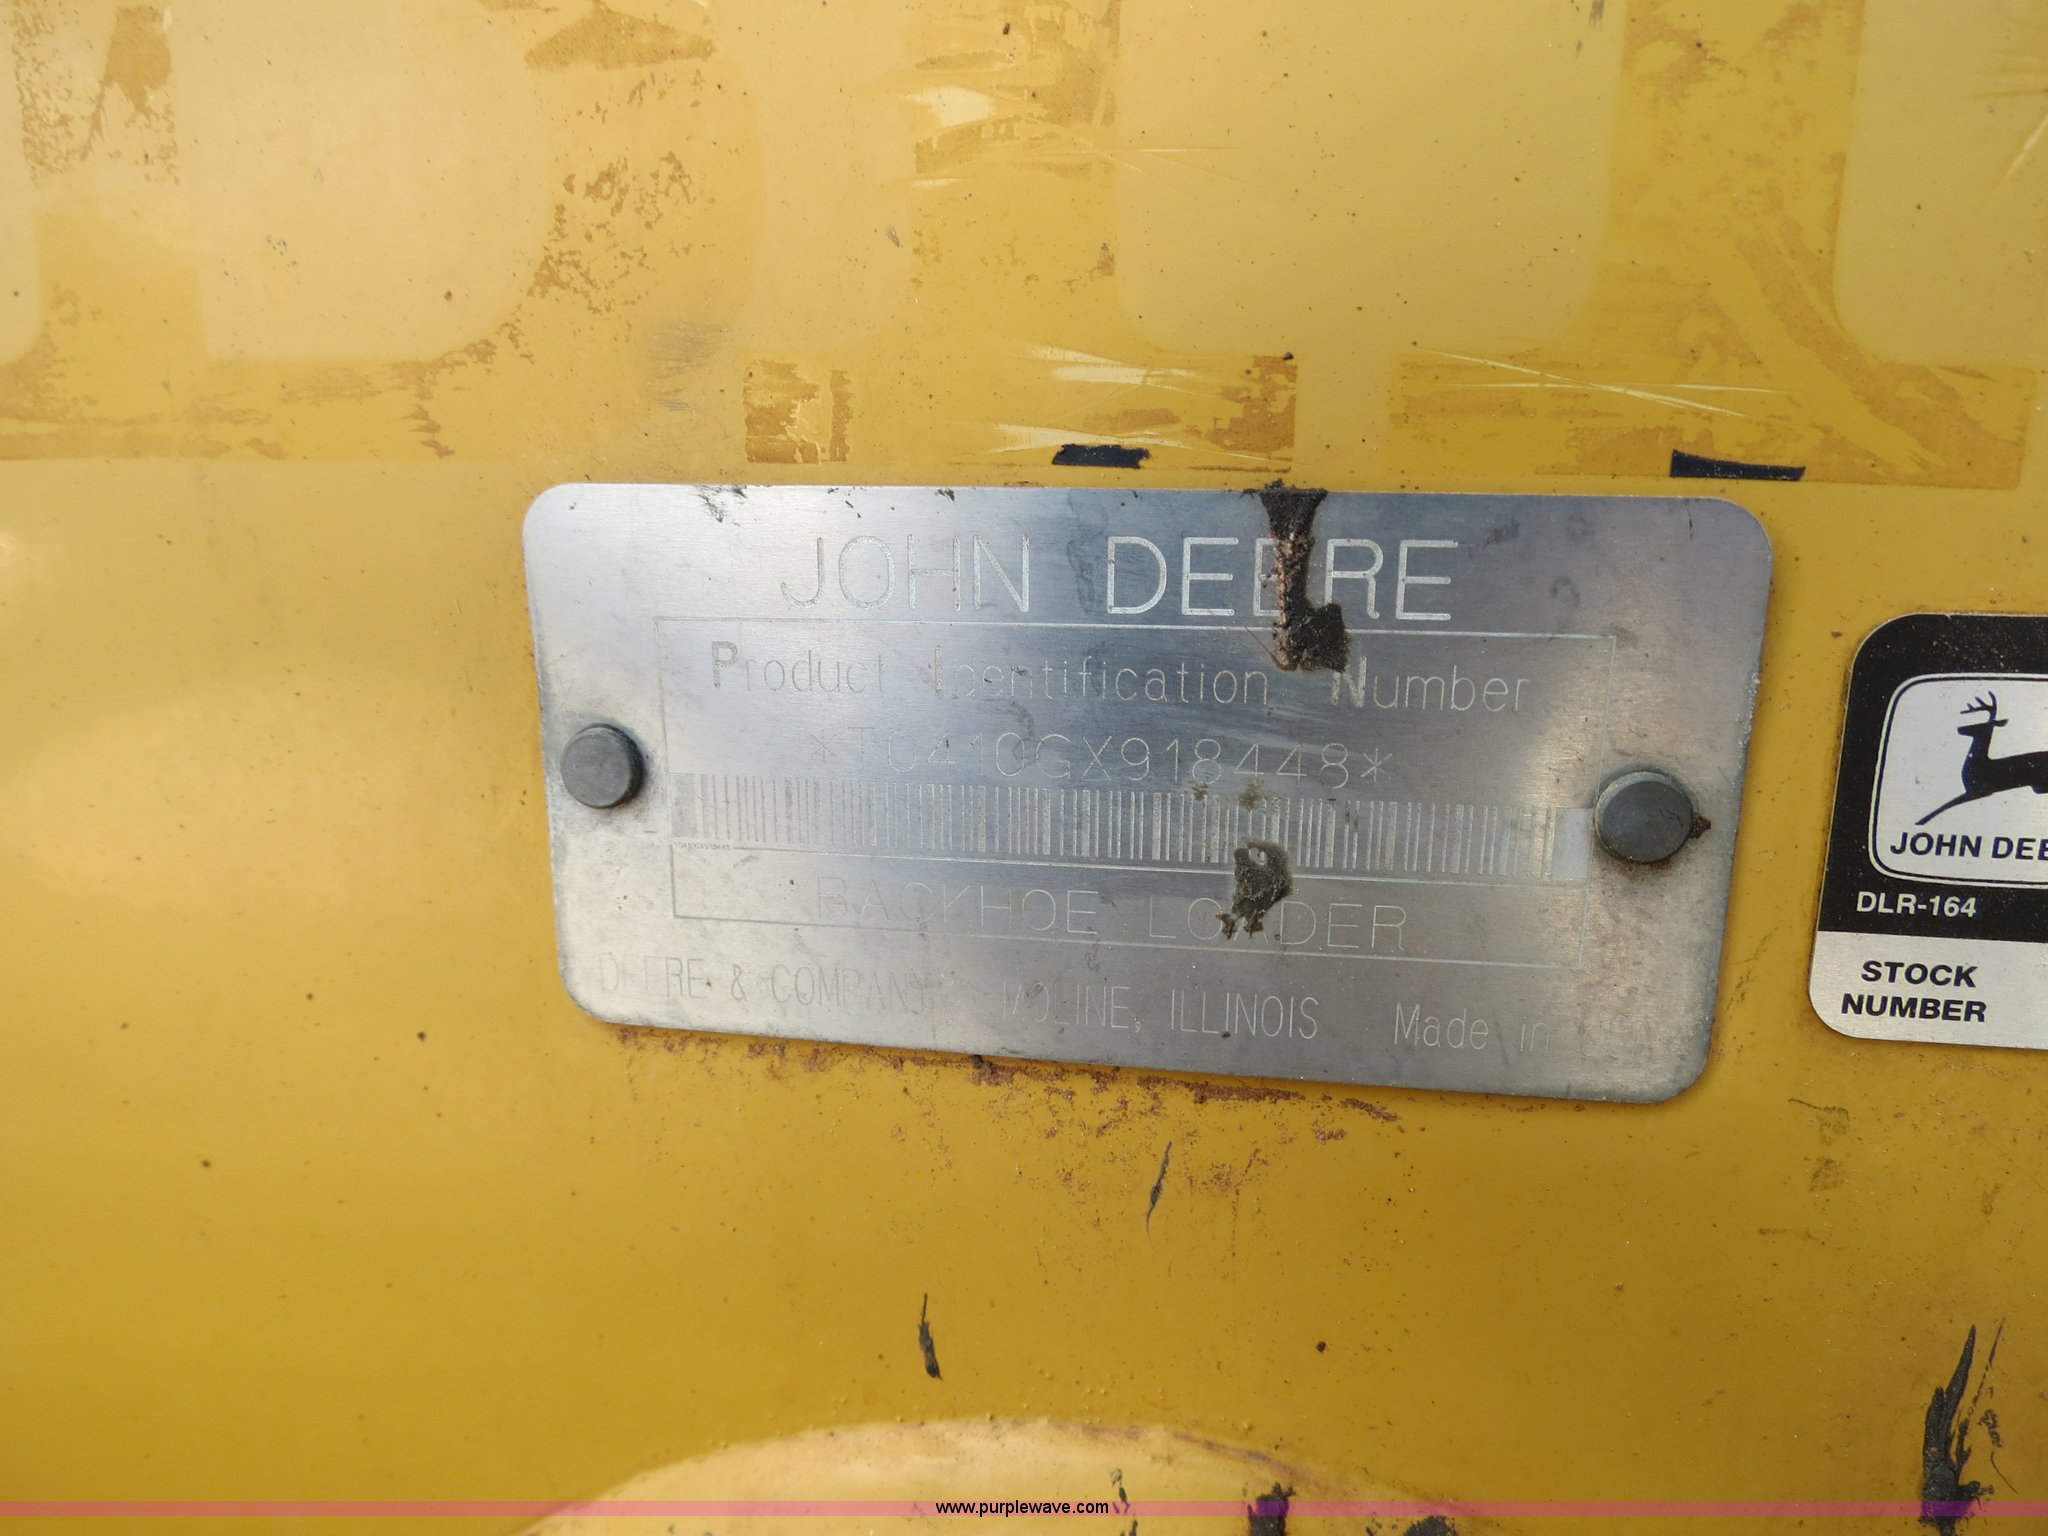 JOHN DEERE
Product Identification Number
*T0410GX918448*
BACKHOE LOADER
DEERE & COMPANY MOLINE, ILLINOIS Made in USA
JOHN DEE
DLR-164
STOCK
NUMBER
www.purplewave.com